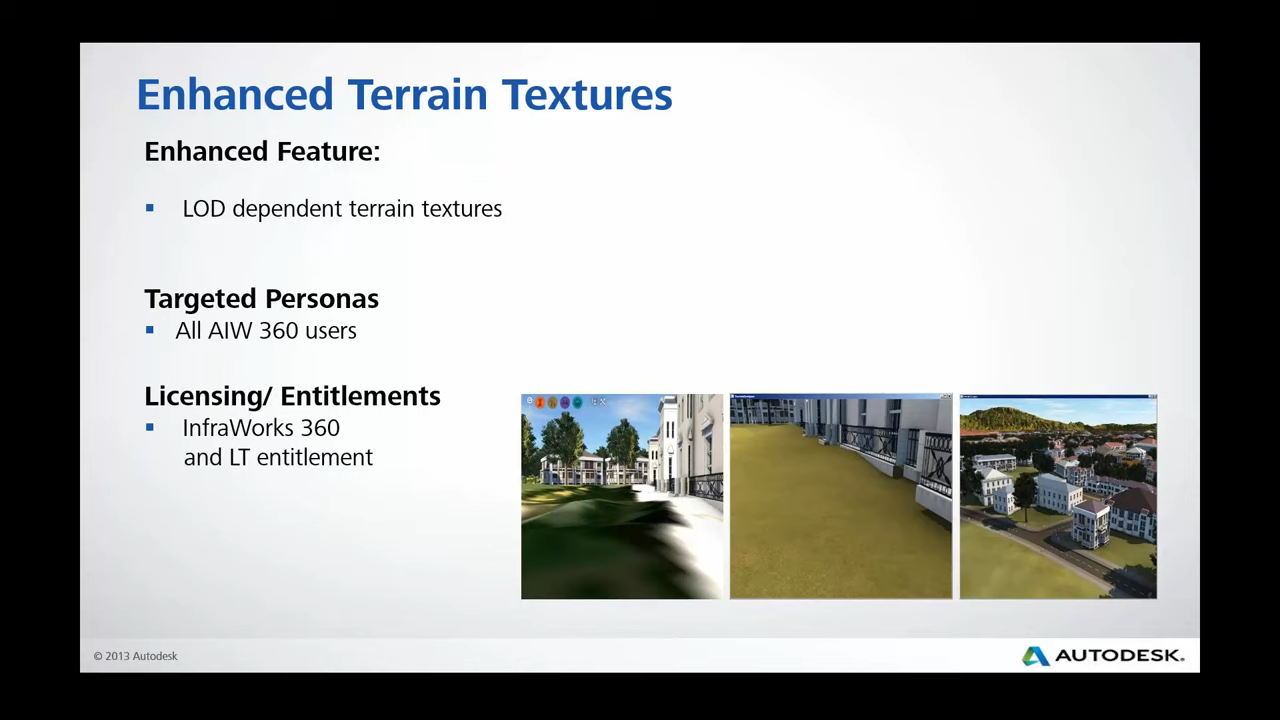 Enhanced Terrain Textures
Enhanced Feature:
LOD dependent terrain textures
Targeted Personas
All AIW 360 users
Licensing/ Entitlements
InfraWorks 360
and LT entitlement
© 2013 Autodesk
AUTODESK.